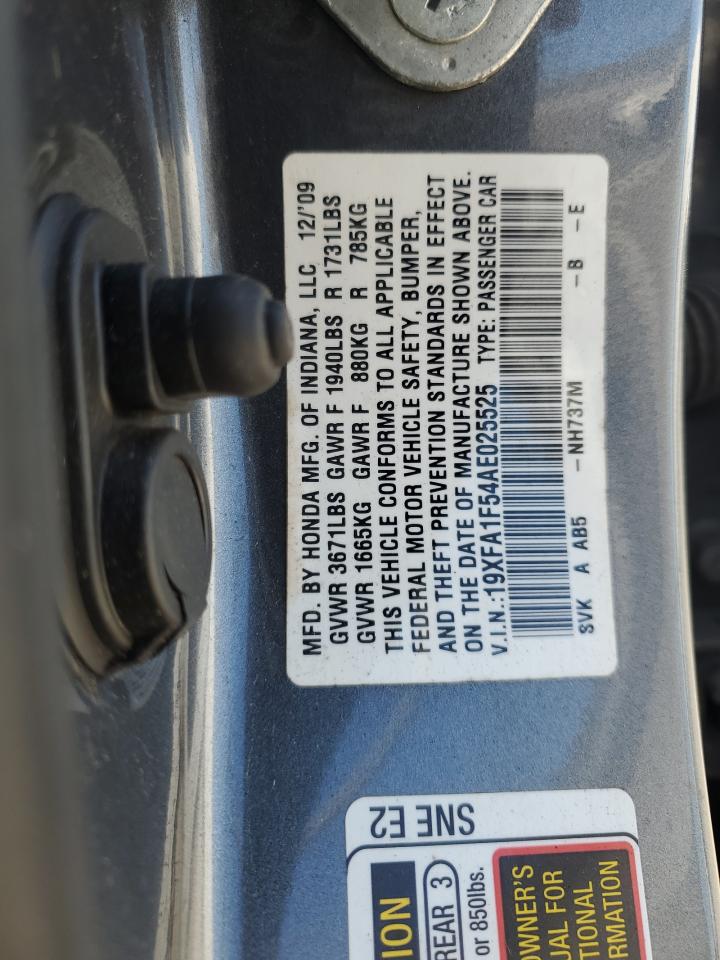 MFD. BY HONDA MFG. OF INDIANA, LLC 12/'09
GVWR 3671LBS GAWR F 1940LBS R 1731LBS
GVWR 1665KG GAWR F 880KG R 785KG
THIS VEHICLE CONFORMS TO ALL APPLICABLE
FEDERAL MOTOR VEHICLE SAFETY, BUMPER,
AND THEFT PREVENTION STANDARDS IN EFFECT
ON THE DATE OF MANUFACTURE SHOWN ABOVE.
V.I.N.:19XFA1F54AE025525 TYPE: PASSENGER CAR
SVK A AB5 -NH737M -B -E
SNE E2
ION
REAR 3
or 850lbs.
OWNER'S
UAL FOR
TIONAL
RMATION